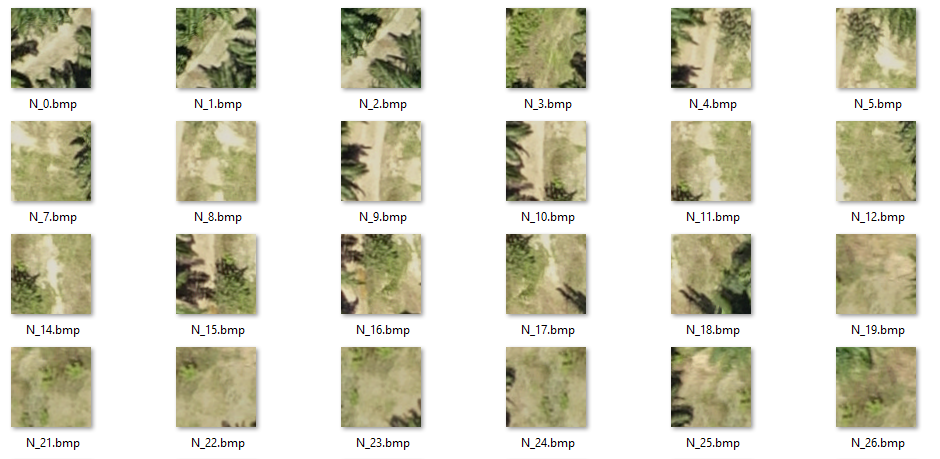 N_0.bmp N_1.bmp N_2.bmp N_3.bmp N_4.bmp N_5.bmp
N_7.bmp N_8.bmp N_9.bmp N_10.bmp N_11.bmp N_12.bmp
N_14.bmp N_15.bmp N_16.bmp N_17.bmp N_18.bmp N_19.bmp
N_21.bmp N_22.bmp N_23.bmp N_24.bmp N_25.bmp N_26.bmp